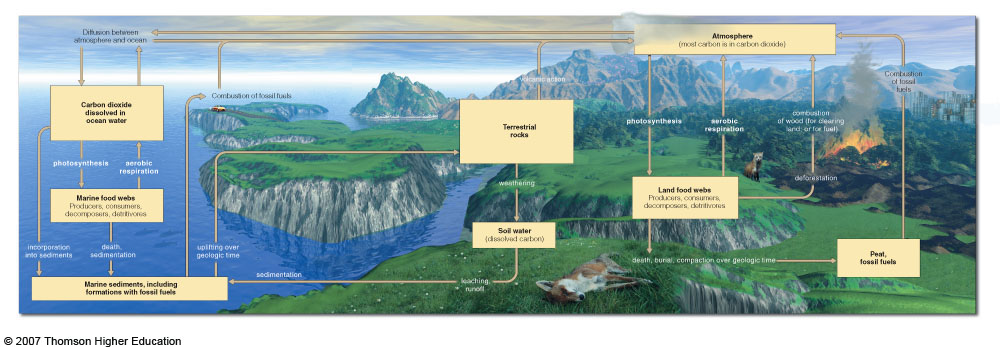 Diffusion between
atmosphere and ocean
Atmosphere
(most carbon is in carbon dioxide)
Combustion of fossil fuels
volcanic action
Combustion
of fossil
fuels
Carbon dioxide
dissolved in
ocean water
Terrestrial
rocks
photosynthesis
aerobic
respiration
combustion
of wood (for clearing
land; or for fuel)
photosynthesis
aerobic
respiration
weathering
deforestation
Marine food webs
Producers, consumers,
decomposers, detritivores
Land food webs
Producers, consumers,
decomposers, detritivores
Soil water
(dissolved carbon)
incorporation
into sediments
death,
sedimentation
uplifting over
geologic time
death, burial, compaction over geologic time
Peat,
fossil fuels
sedimentation
leaching,
runoff
Marine sediments, including
formations with fossil fuels
© 2007 Thomson Higher Education